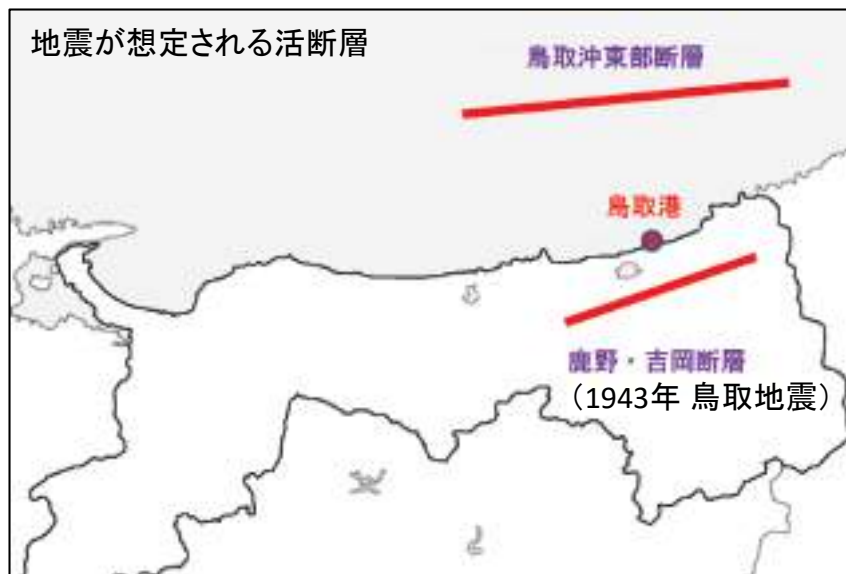 地震が想定される活断層
鳥取沖東部断層
鳥取港
鹿野・吉岡断層
（1943年 鳥取地震）